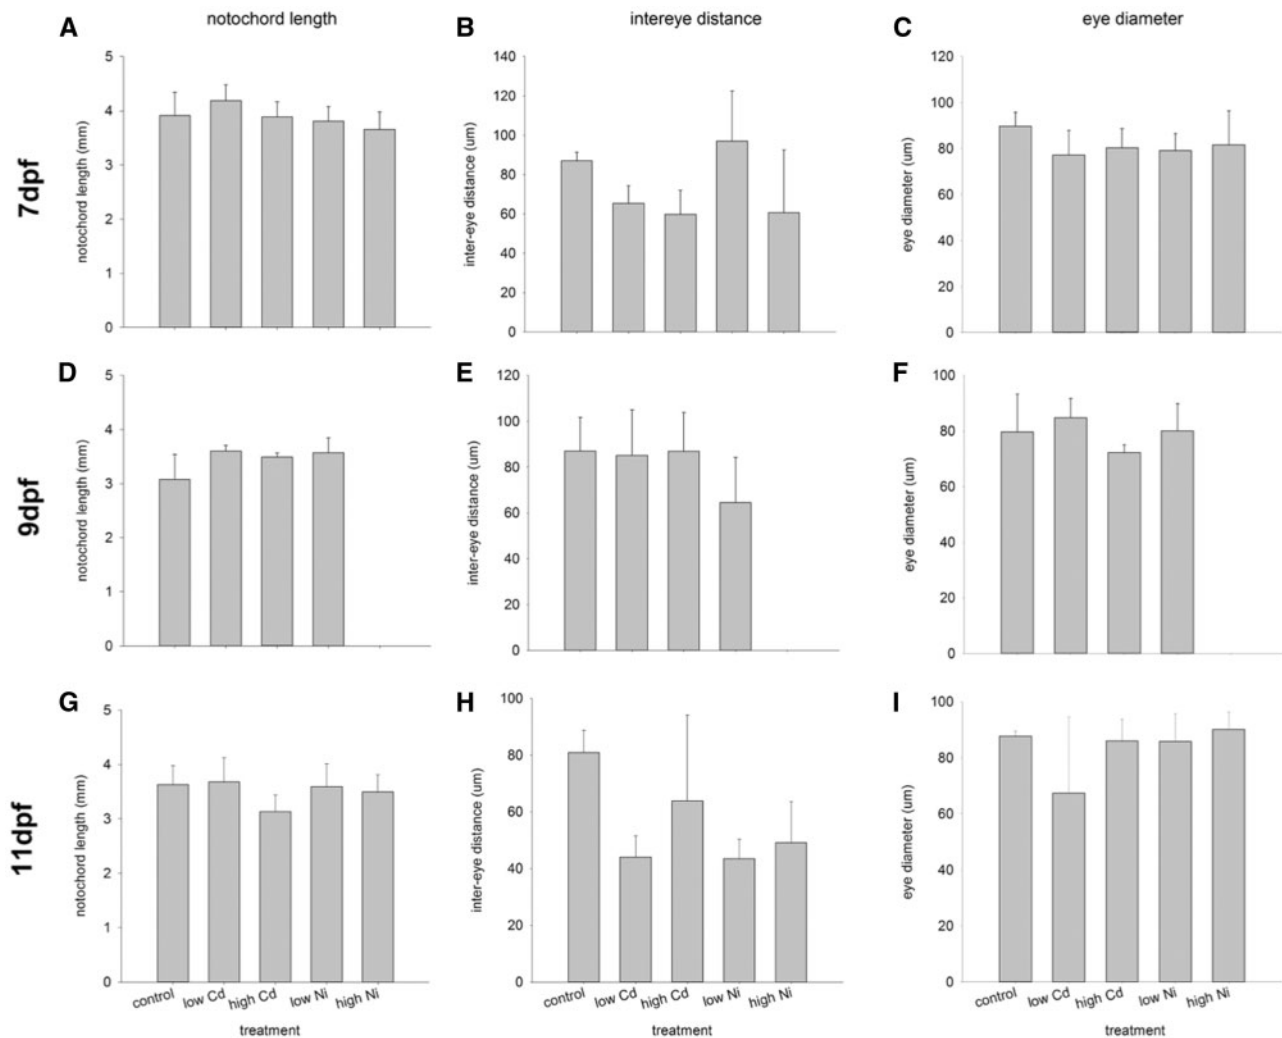 A notochord length
B intereye distance
C eye diameter
7dpf
notochord length (mm)
5
4
3
2
1
0
inter-eye distance (um)
140
120
100
80
60
40
20
0
eye diameter (um)
120
100
80
60
40
20
0
D
E
F
9dpf
notochord length (mm)
5
4
3
2
1
0
inter-eye distance (um)
120
100
80
60
40
20
0
eye diameter (um)
100
80
60
40
20
0
G
H
I
11dpf
notochord length (mm)
5
4
3
2
1
0
control low Cd high Cd low Ni high Ni
treatment
inter-eye distance (um)
100
80
60
40
20
0
control low Cd high Cd low Ni high Ni
treatment
eye diameter (um)
100
80
60
40
20
0
control low Cd high Cd low Ni high Ni
treatment